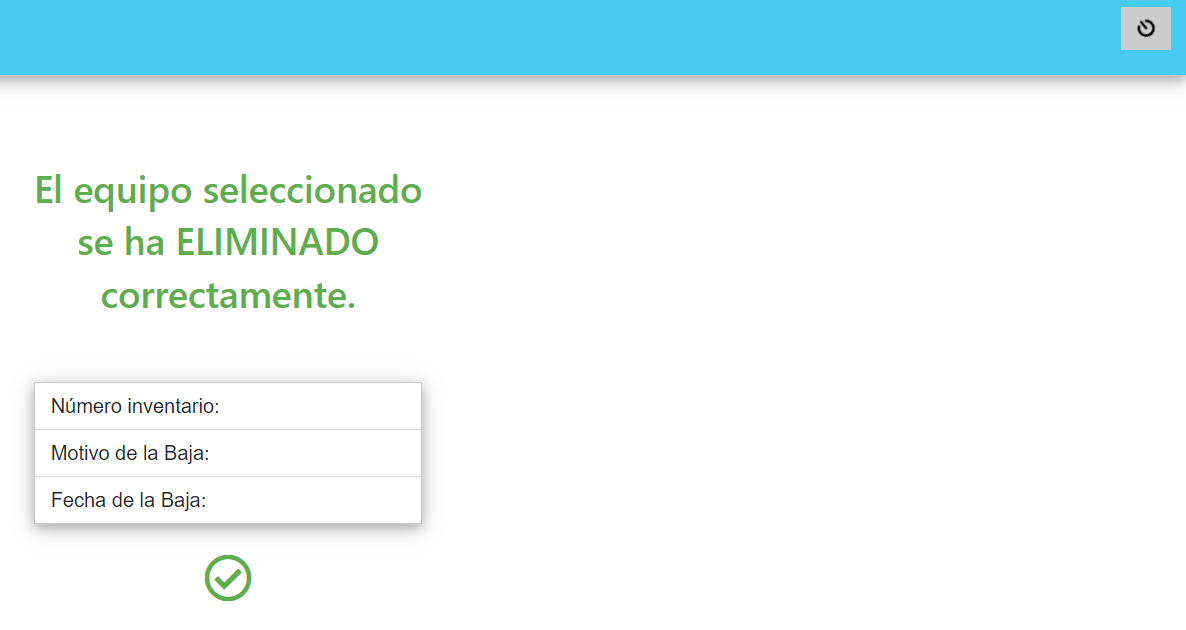 El equipo seleccionado
se ha ELIMINADO
correctamente.
Número inventario:
Motivo de la Baja:
Fecha de la Baja: